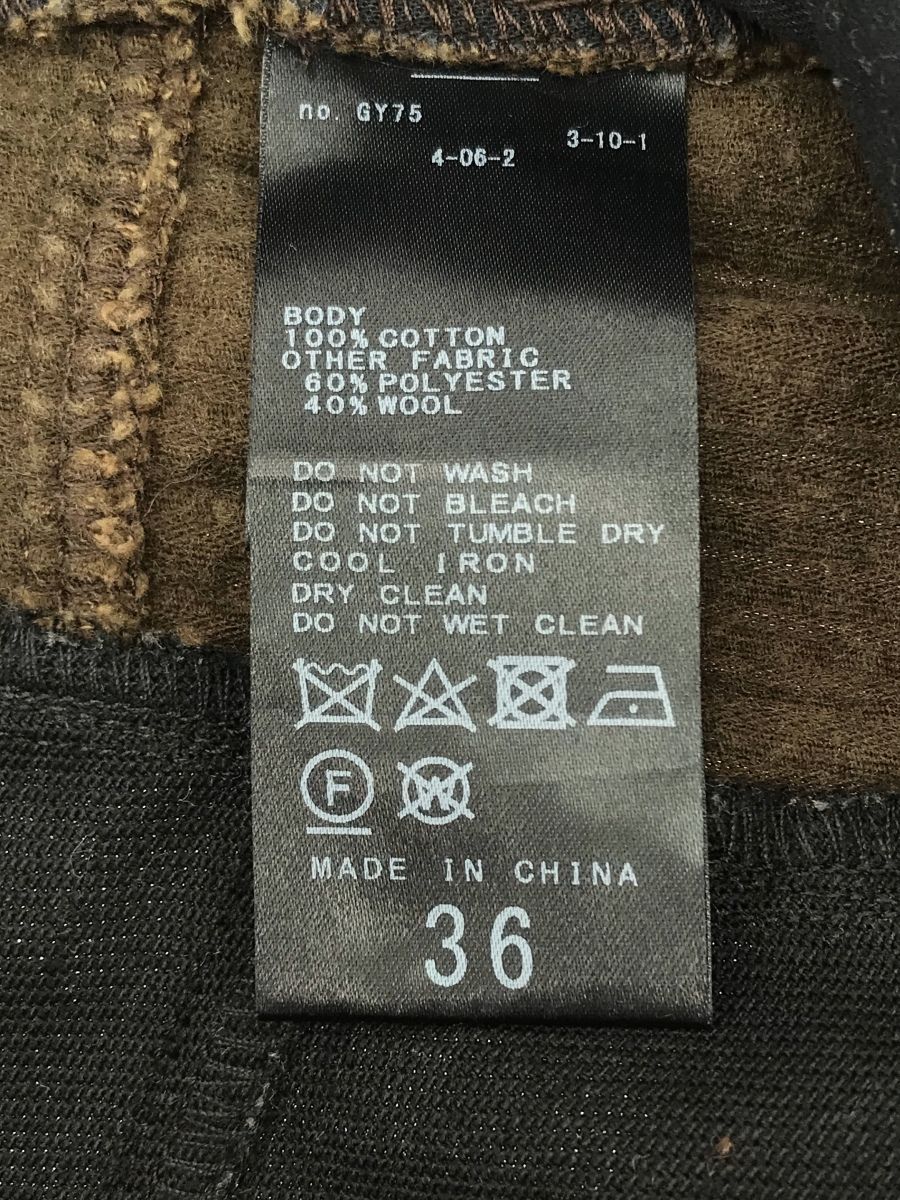 no. GY75
3-10-1
4-06-2
BODY
100% COTTON
OTHER FABRIC
60% POLYESTER
40% WOOL
DO NOT WASH
DO NOT BLEACH
DO NOT TUMBLE DRY
COOL IRON
DRY CLEAN
DO NOT WET CLEAN
F W
MADE IN CHINA
36